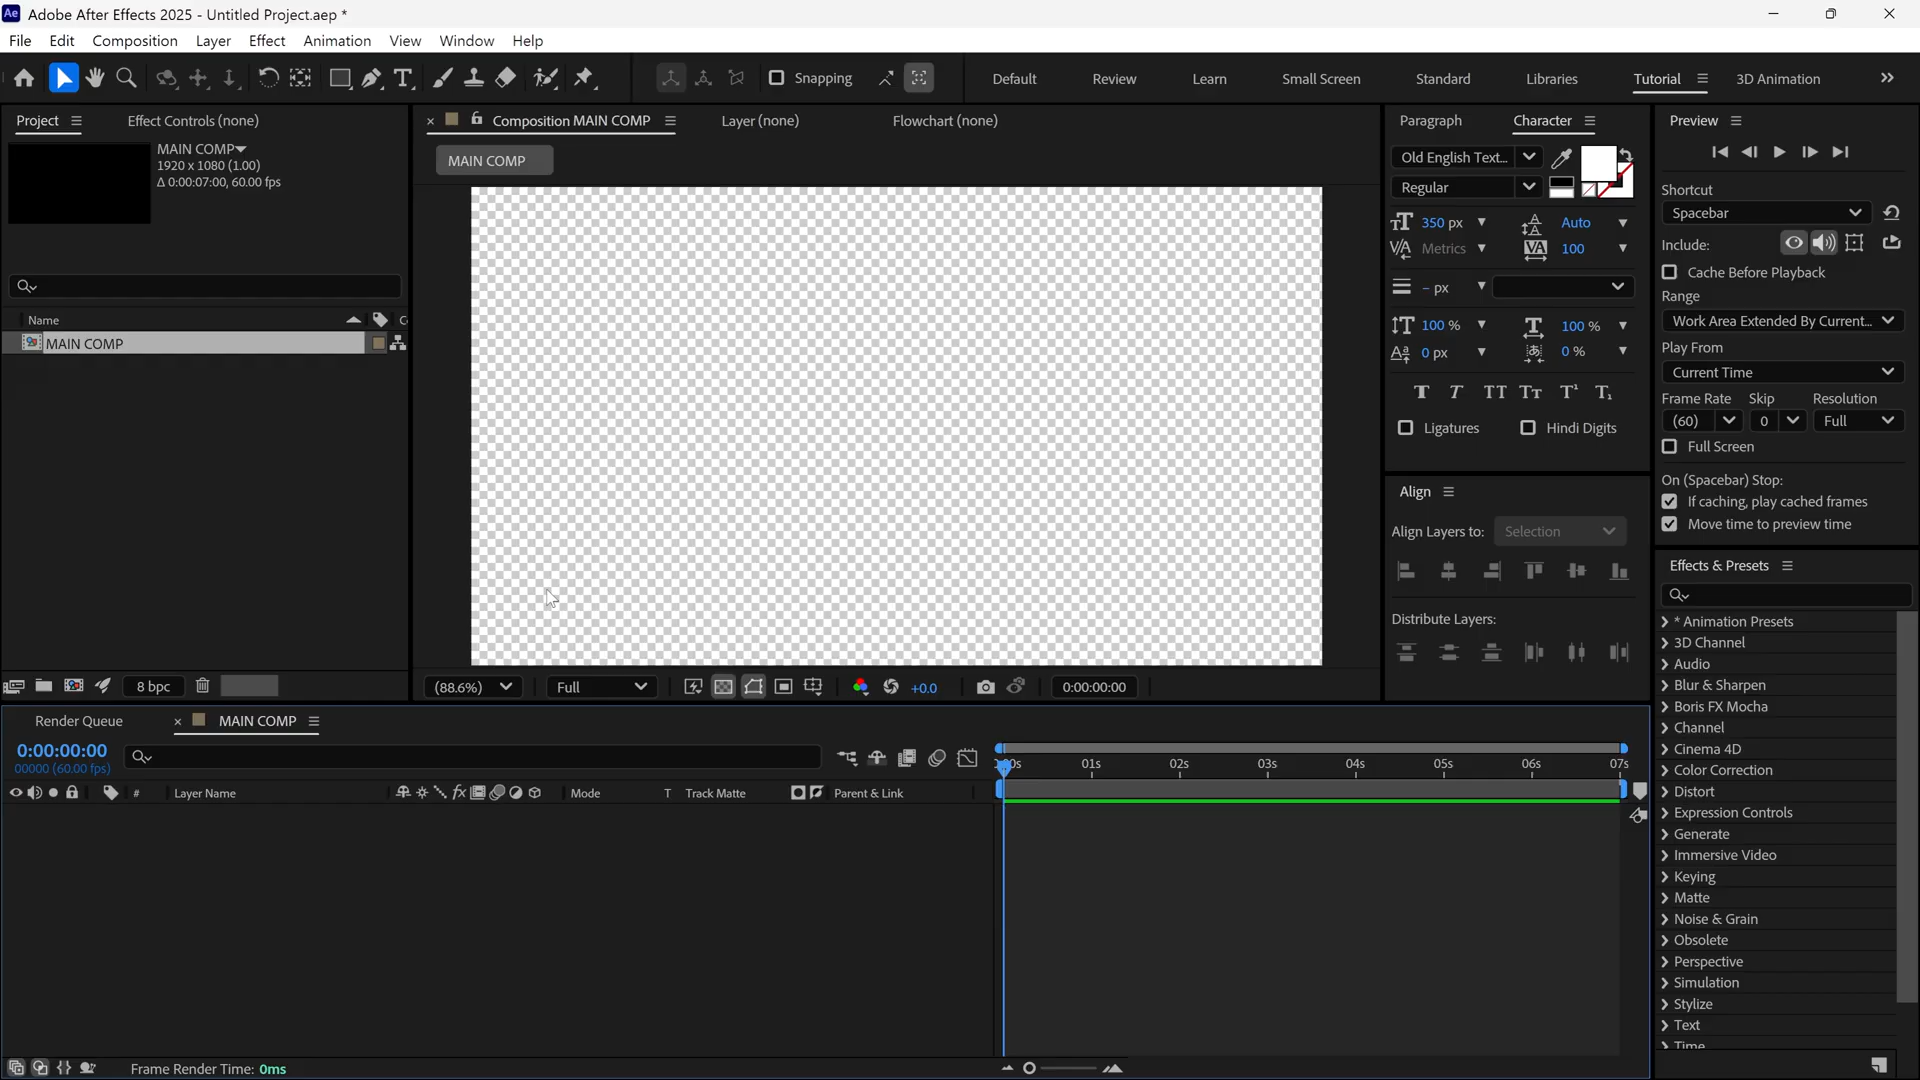 Ae Adobe After Effects 2025 - Untitled Project.aep *
File Edit Composition Layer Effect Animation View Window Help
Snapping Default Review Learn Small Screen Standard Libraries Tutorial 3D Animation
Project
Effect Controls (none)
MAIN COMP
1920 x 1080 (1.00)
Δ 0:00:07:00, 60.00 fps
Name
C
MAIN COMP
8 bpc
Composition MAIN COMP
Layer (none)
Flowchart (none)
MAIN COMP
(88.6%)
Full
+0.0
0:00:00:00
Paragraph
Character
Old English Text...
Regular
350 px
Auto
Metrics
100
– px
100 %
100 %
0 px
0 %
Ligatures
Hindi Digits
Align
Align Layers to:
Selection
Distribute Layers:
Preview
Shortcut
Spacebar
Include:
Cache Before Playback
Range
Work Area Extended By Current...
Play From
Current Time
Frame Rate Skip Resolution
(60) 0 Full
Full Screen
On (Spacebar) Stop:
If caching, play cached frames
Move time to preview time
Effects & Presets
* Animation Presets
3D Channel
Audio
Blur & Sharpen
Boris FX Mocha
Channel
Cinema 4D
Color Correction
Distort
Expression Controls
Generate
Immersive Video
Keying
Matte
Noise & Grain
Obsolete
Perspective
Simulation
Stylize
Text
Time
Render Queue
MAIN COMP
0:00:00:00
00000 (60.00 fps)
# Layer Name
Mode T Track Matte Parent & Link
01s 02s 03s 04s 05s 06s 07s
Frame Render Time: 0ms